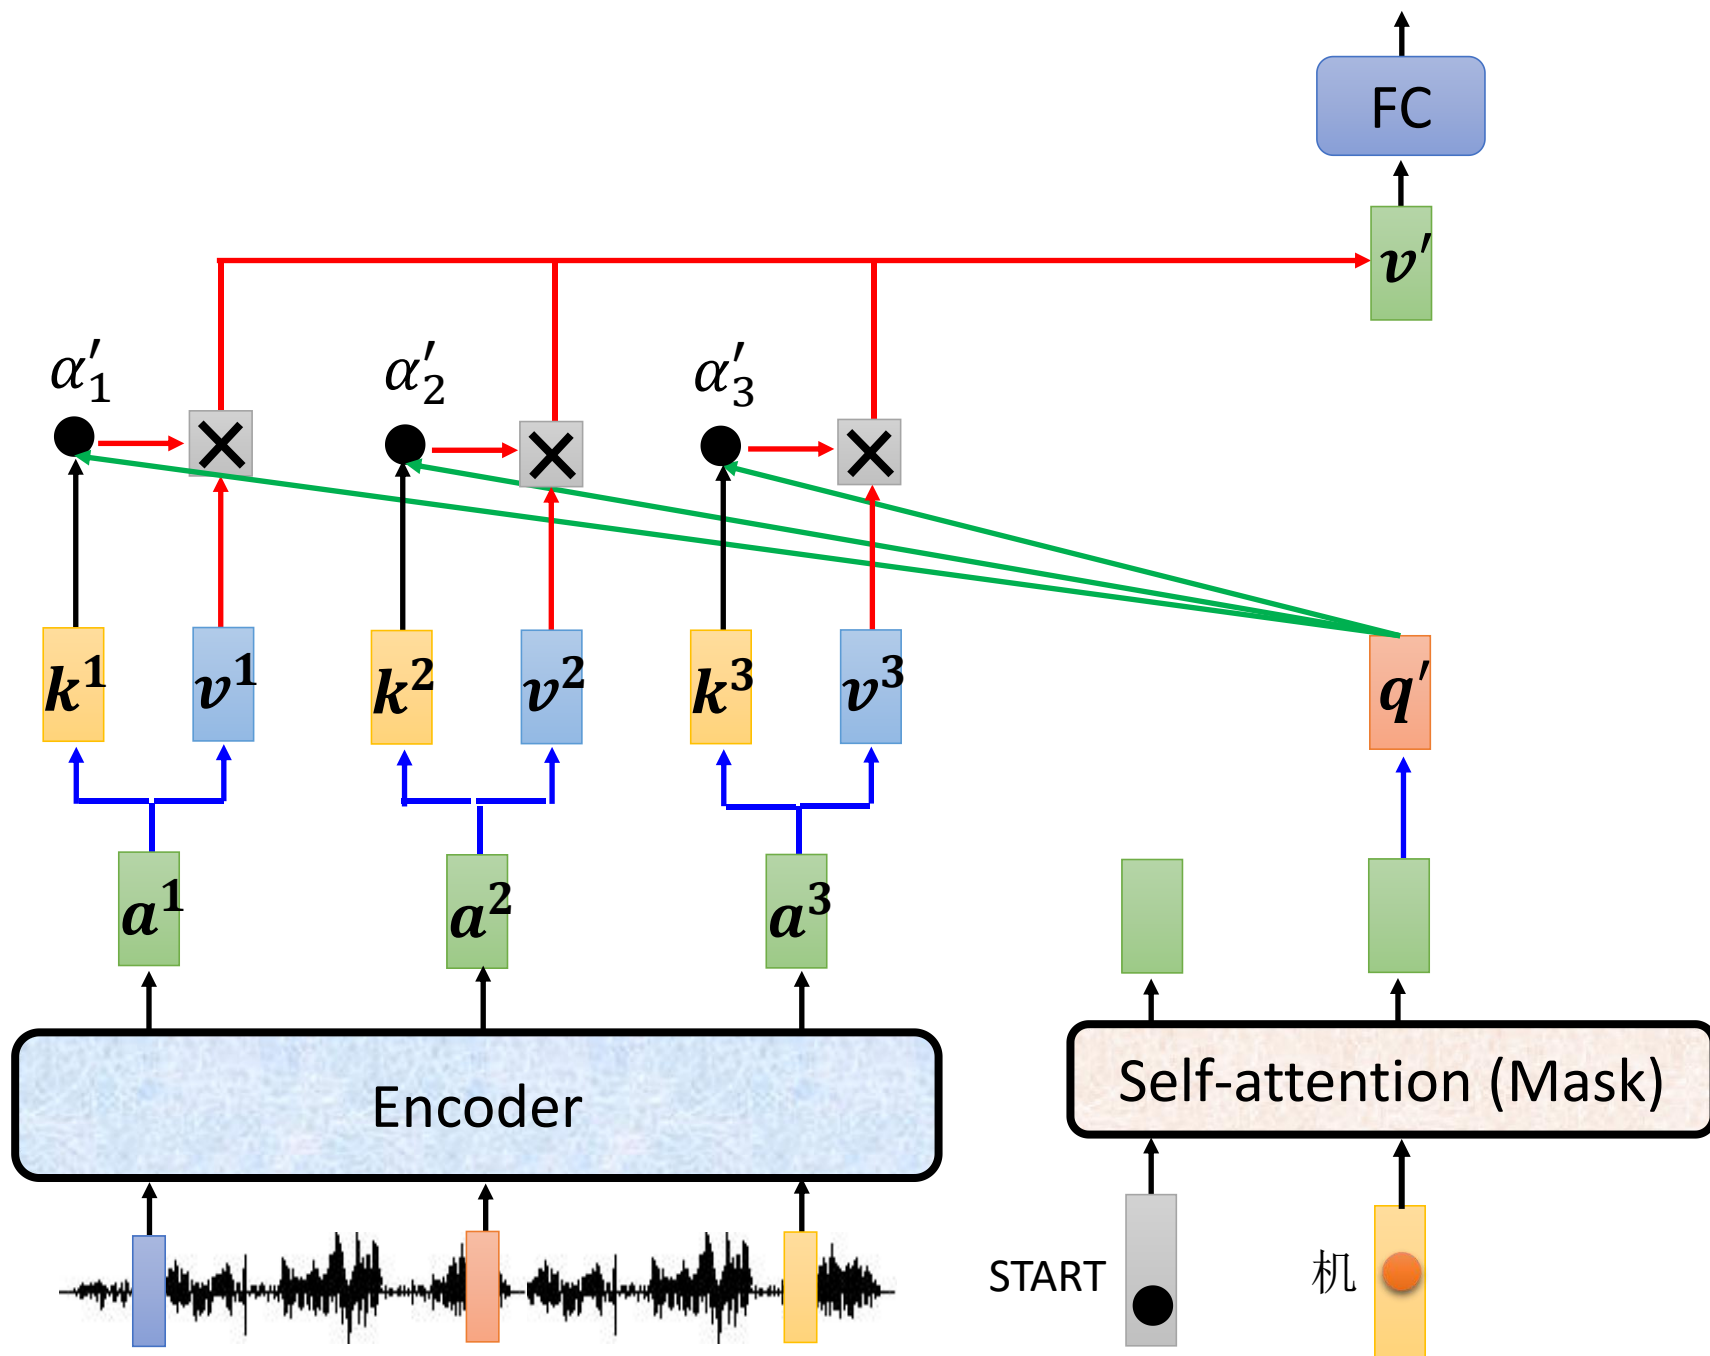 FC
v′
α′₁ α′₂ α′₃
k¹ v¹ k² v² k³ v³ q′
a¹ a² a³
Encoder Self-attention (Mask)
START 机